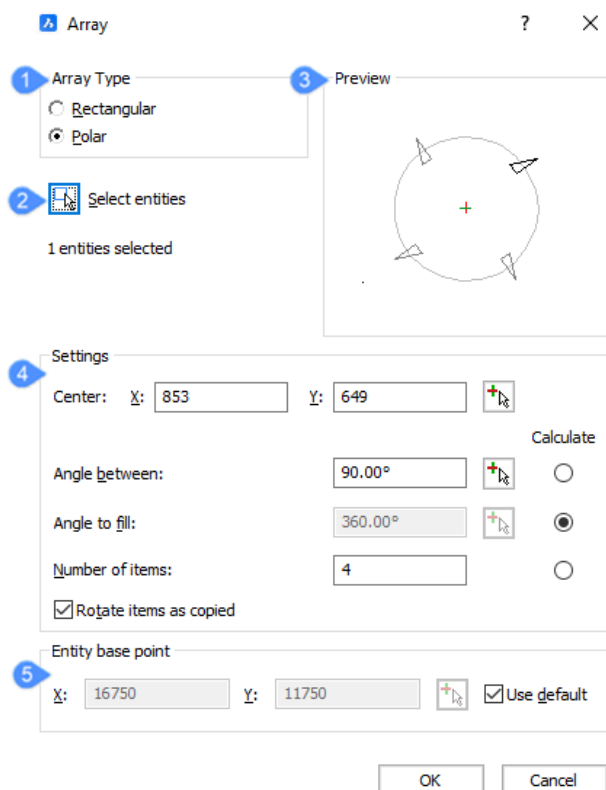 Array ? ×
1 Array Type
Rectangular
Polar
3 Preview
2 Select entities
1 entities selected
4 Settings
Center: X: 853 Y: 649
Calculate
Angle between: 90.00°
Angle to fill: 360.00°
Number of items: 4
Rotate items as copied
5 Entity base point
X: 16750 Y: 11750 Use default
OK Cancel